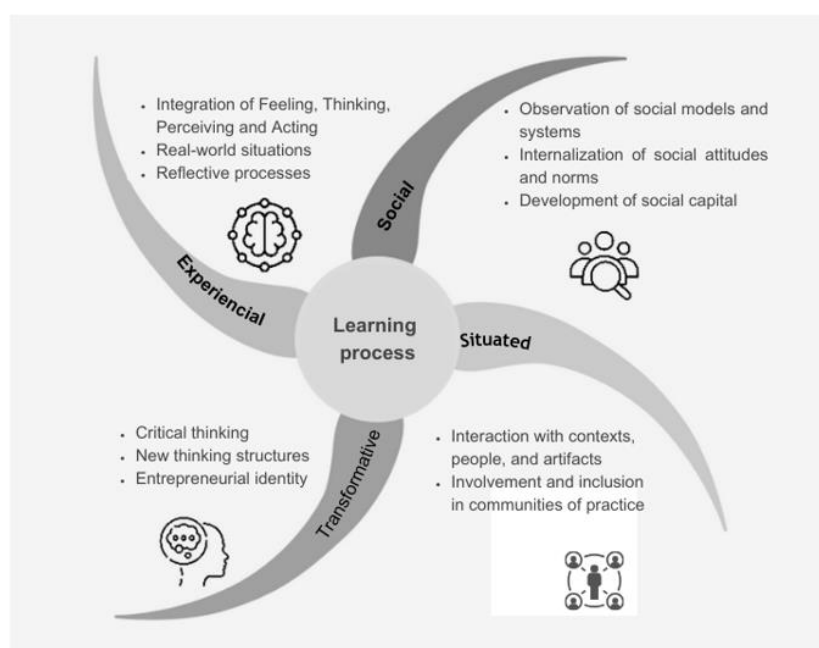 • Integration of Feeling, Thinking,
Perceiving and Acting
• Real-world situations
• Reflective processes
Social
• Observation of social models and
systems
• Internalization of social attitudes
and norms
• Development of social capital
Experiencial
Learning
process
Situated
• Critical thinking
• New thinking structures
• Entrepreneurial identity
Transformative
• Interaction with contexts,
people, and artifacts
• Involvement and inclusion
in communities of practice